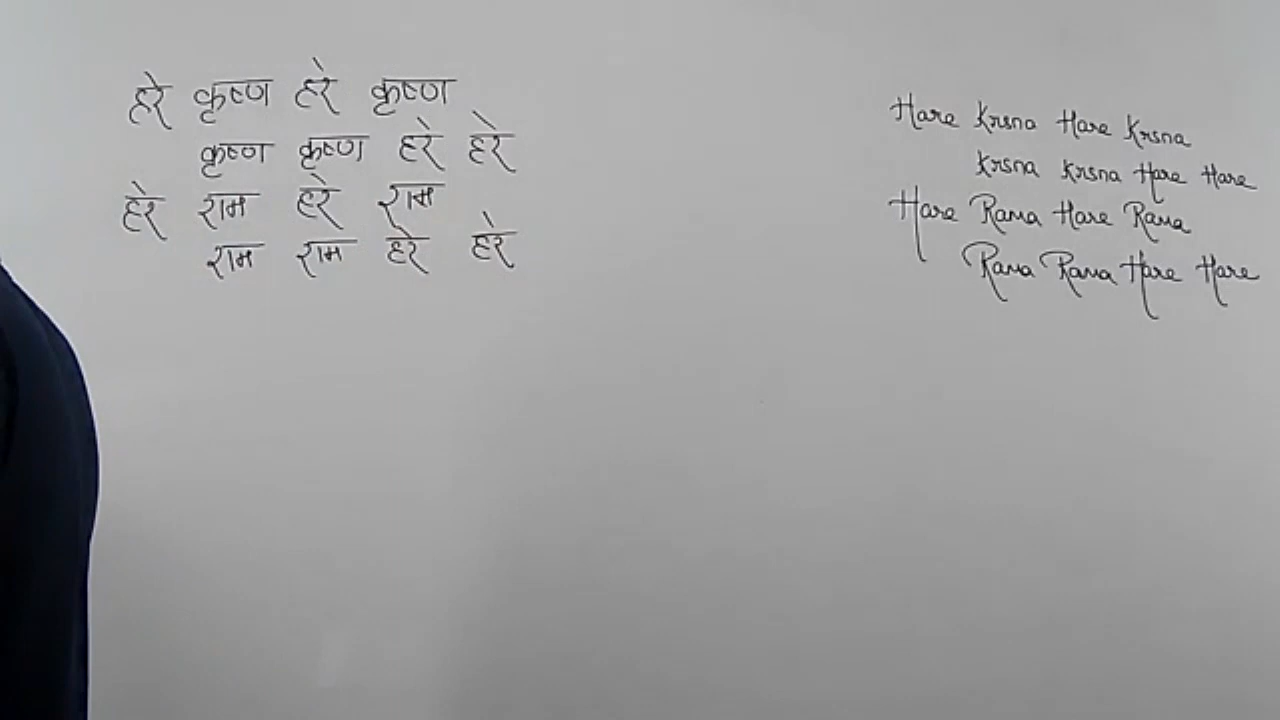 हरे कृष्ण हरे कृष्ण
कृष्ण कृष्ण हरे हरे
हरे राम हरे राम
राम राम हरे हरे
Hare Krsna Hare Krsna
Krsna Krsna Hare Hare
Hare Rama Hare Rama
Rama Rama Hare Hare